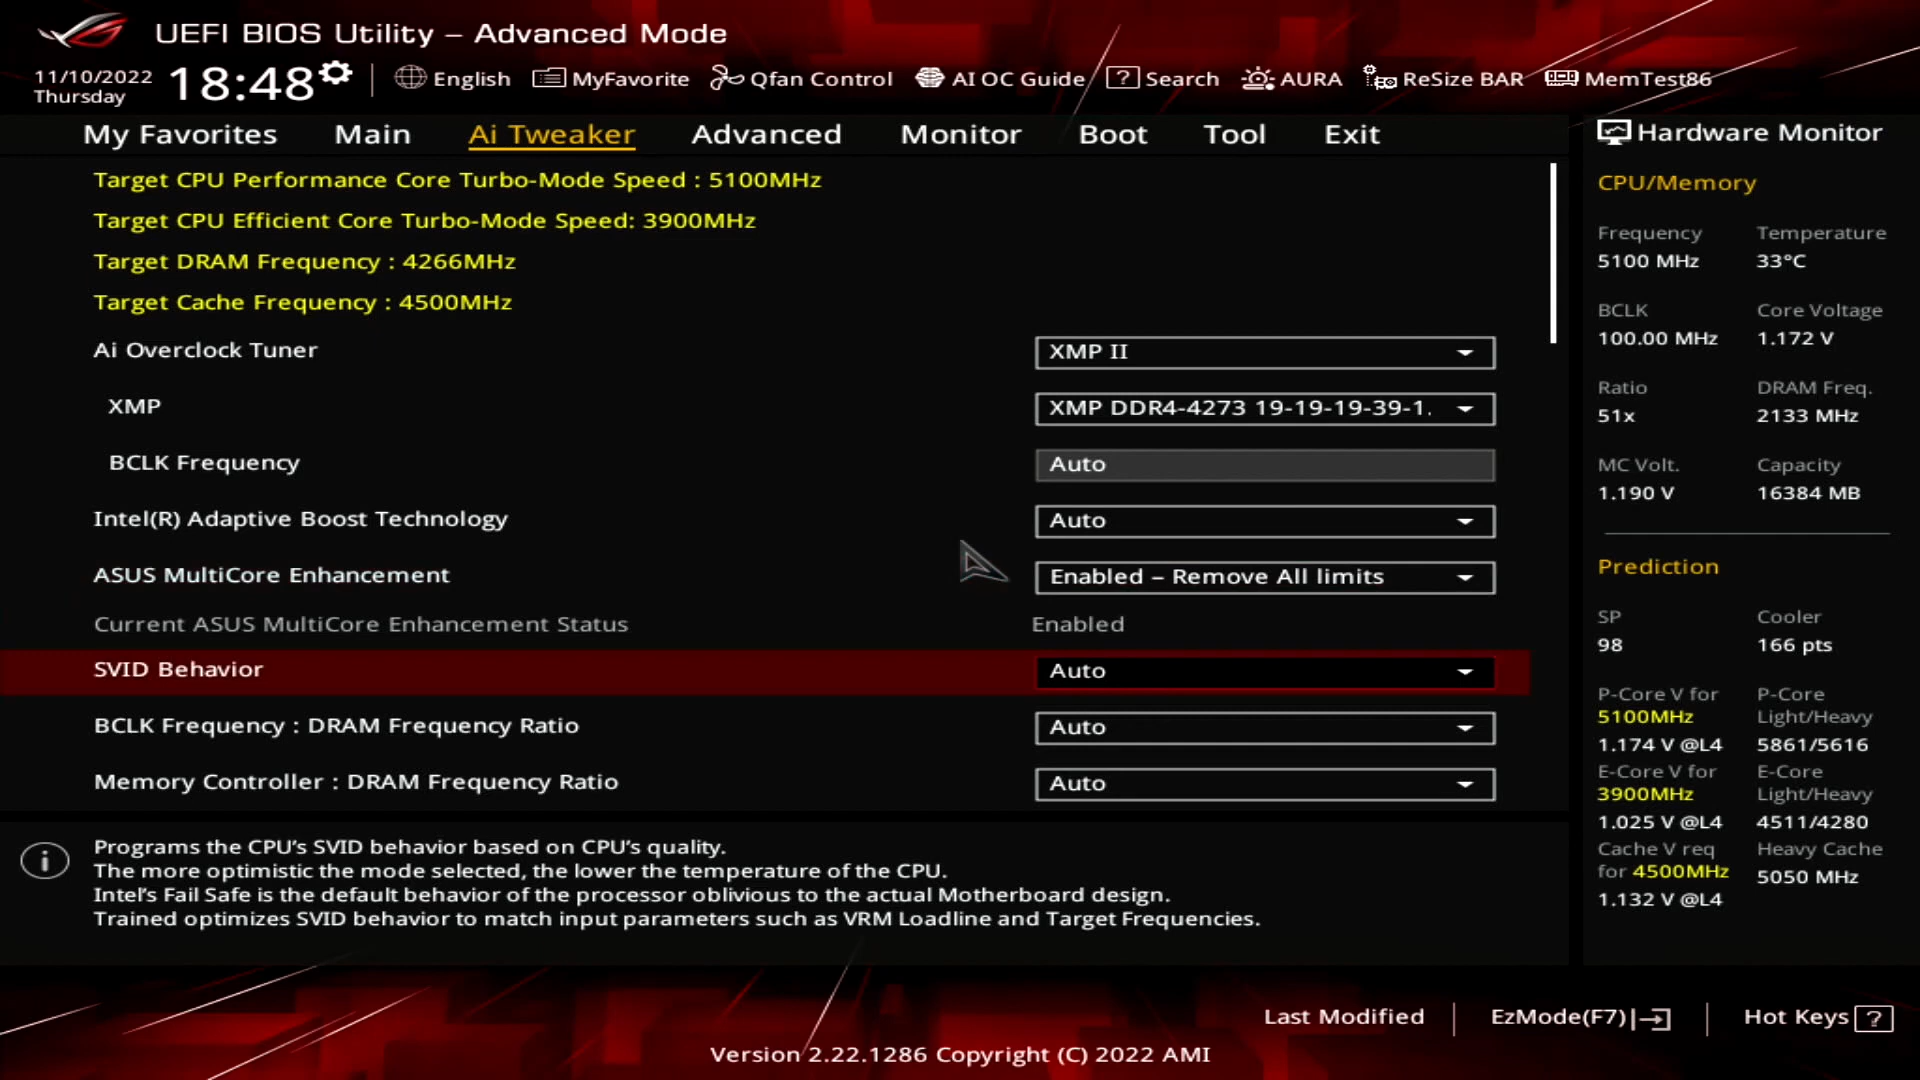 UEFI BIOS Utility – Advanced Mode
11/10/2022
Thursday
18:48
English
MyFavorite
Qfan Control
AI OC Guide
? Search
AURA
ReSize BAR
MemTest86
My Favorites
Main
Ai Tweaker
Advanced
Monitor
Boot
Tool
Exit
Target CPU Performance Core Turbo-Mode Speed : 5100MHz
Target CPU Efficient Core Turbo-Mode Speed: 3900MHz
Target DRAM Frequency : 4266MHz
Target Cache Frequency : 4500MHz
Ai Overclock Tuner XMP II
XMP XMP DDR4-4273 19-19-19-39-1.
BCLK Frequency Auto
Intel(R) Adaptive Boost Technology Auto
ASUS MultiCore Enhancement Enabled – Remove All limits
Current ASUS MultiCore Enhancement Status Enabled
SVID Behavior Auto
BCLK Frequency : DRAM Frequency Ratio Auto
Memory Controller : DRAM Frequency Ratio Auto
i
Programs the CPU's SVID behavior based on CPU's quality.
The more optimistic the mode selected, the lower the temperature of the CPU.
Intel's Fail Safe is the default behavior of the processor oblivious to the actual Motherboard design.
Trained optimizes SVID behavior to match input parameters such as VRM Loadline and Target Frequencies.
Hardware Monitor
CPU/Memory
Frequency Temperature
5100 MHz 33°C
BCLK Core Voltage
100.00 MHz 1.172 V
Ratio DRAM Freq.
51x 2133 MHz
MC Volt. Capacity
1.190 V 16384 MB
Prediction
SP Cooler
98 166 pts
P-Core V for P-Core
5100MHz Light/Heavy
1.174 V @L4 5861/5616
E-Core V for E-Core
3900MHz Light/Heavy
1.025 V @L4 4511/4280
Cache V req Heavy Cache
for 4500MHz 5050 MHz
1.132 V @L4
Last Modified
EzMode(F7)
Hot Keys ?
Version 2.22.1286 Copyright (C) 2022 AMI